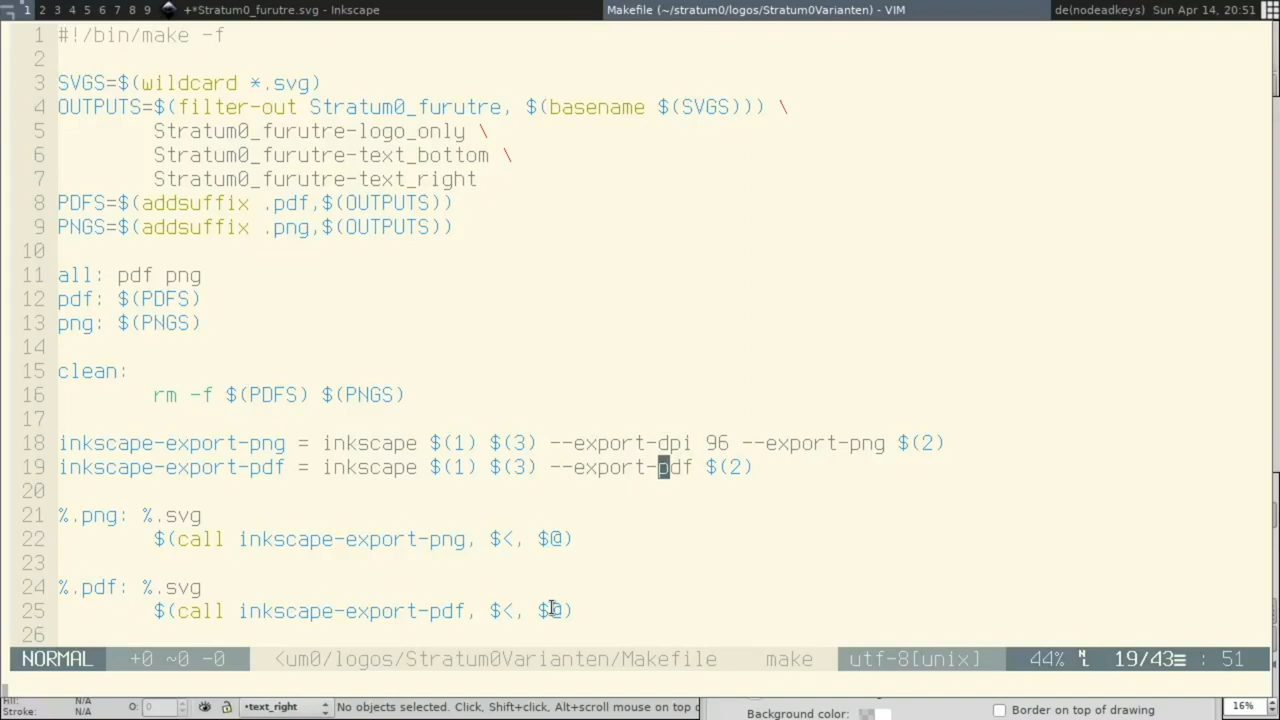 1 2 3 4 5 6 7 8 9 +*Stratum0_furutre.svg - Inkscape Makefile (~/stratum0/logos/Stratum0Varianten) - VIM de(nodeadkeys) Sun Apr 14, 20:51
1 #!/bin/make -f
2
3 SVGS=$(wildcard *.svg)
4 OUTPUTS=$(filter-out Stratum0_furutre, $(basename $(SVGS))) \
5 Stratum0_furutre-logo_only \
6 Stratum0_furutre-text_bottom \
7 Stratum0_furutre-text_right
8 PDFS=$(addsuffix .pdf,$(OUTPUTS))
9 PNGS=$(addsuffix .png,$(OUTPUTS))
10
11 all: pdf png
12 pdf: $(PDFS)
13 png: $(PNGS)
14
15 clean:
16 rm -f $(PDFS) $(PNGS)
17
18 inkscape-export-png = inkscape $(1) $(3) --export-dpi 96 --export-png $(2)
19 inkscape-export-pdf = inkscape $(1) $(3) --export-pdf $(2)
20
21 %.png: %.svg
22 $(call inkscape-export-png, $<, $@)
23
24 %.pdf: %.svg
25 $(call inkscape-export-pdf, $<, $@)
26
NORMAL +0 ~0 -0 <um0/logos/Stratum0Varianten/Makefile make utf-8[unix] 44% 19/43 : 51
Fill: N/A O: 0 •text_right No objects selected. Click, Shift+click, Alt+scroll mouse on top o Border on top of drawing 16%
Stroke: N/A Background color: